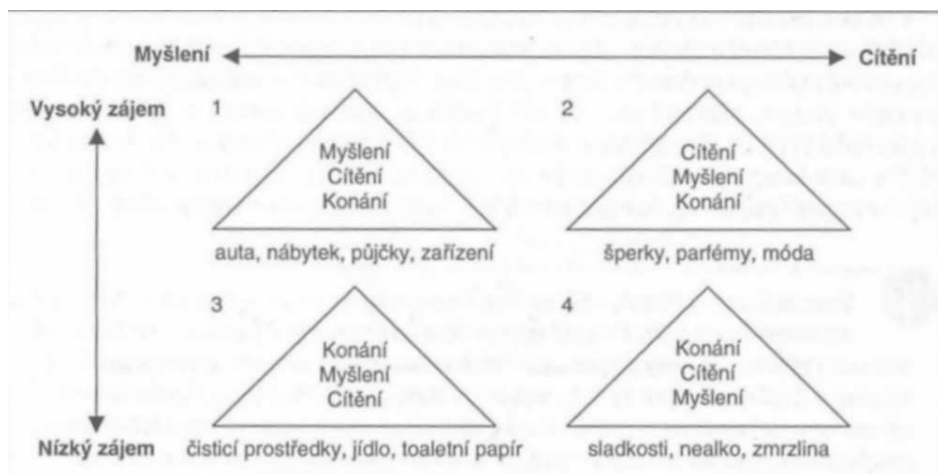 Myšlení Cítění
Vysoký zájem 1 2
Myšlení
Cítění
Konání
Cítění
Myšlení
Konání
auta, nábytek, půjčky, zařízení
šperky, parfémy, móda
3 4
Konání
Myšlení
Cítění
Konání
Cítění
Myšlení
Nízký zájem
čisticí prostředky, jídlo, toaletní papír
sladkosti, nealko, zmrzlina